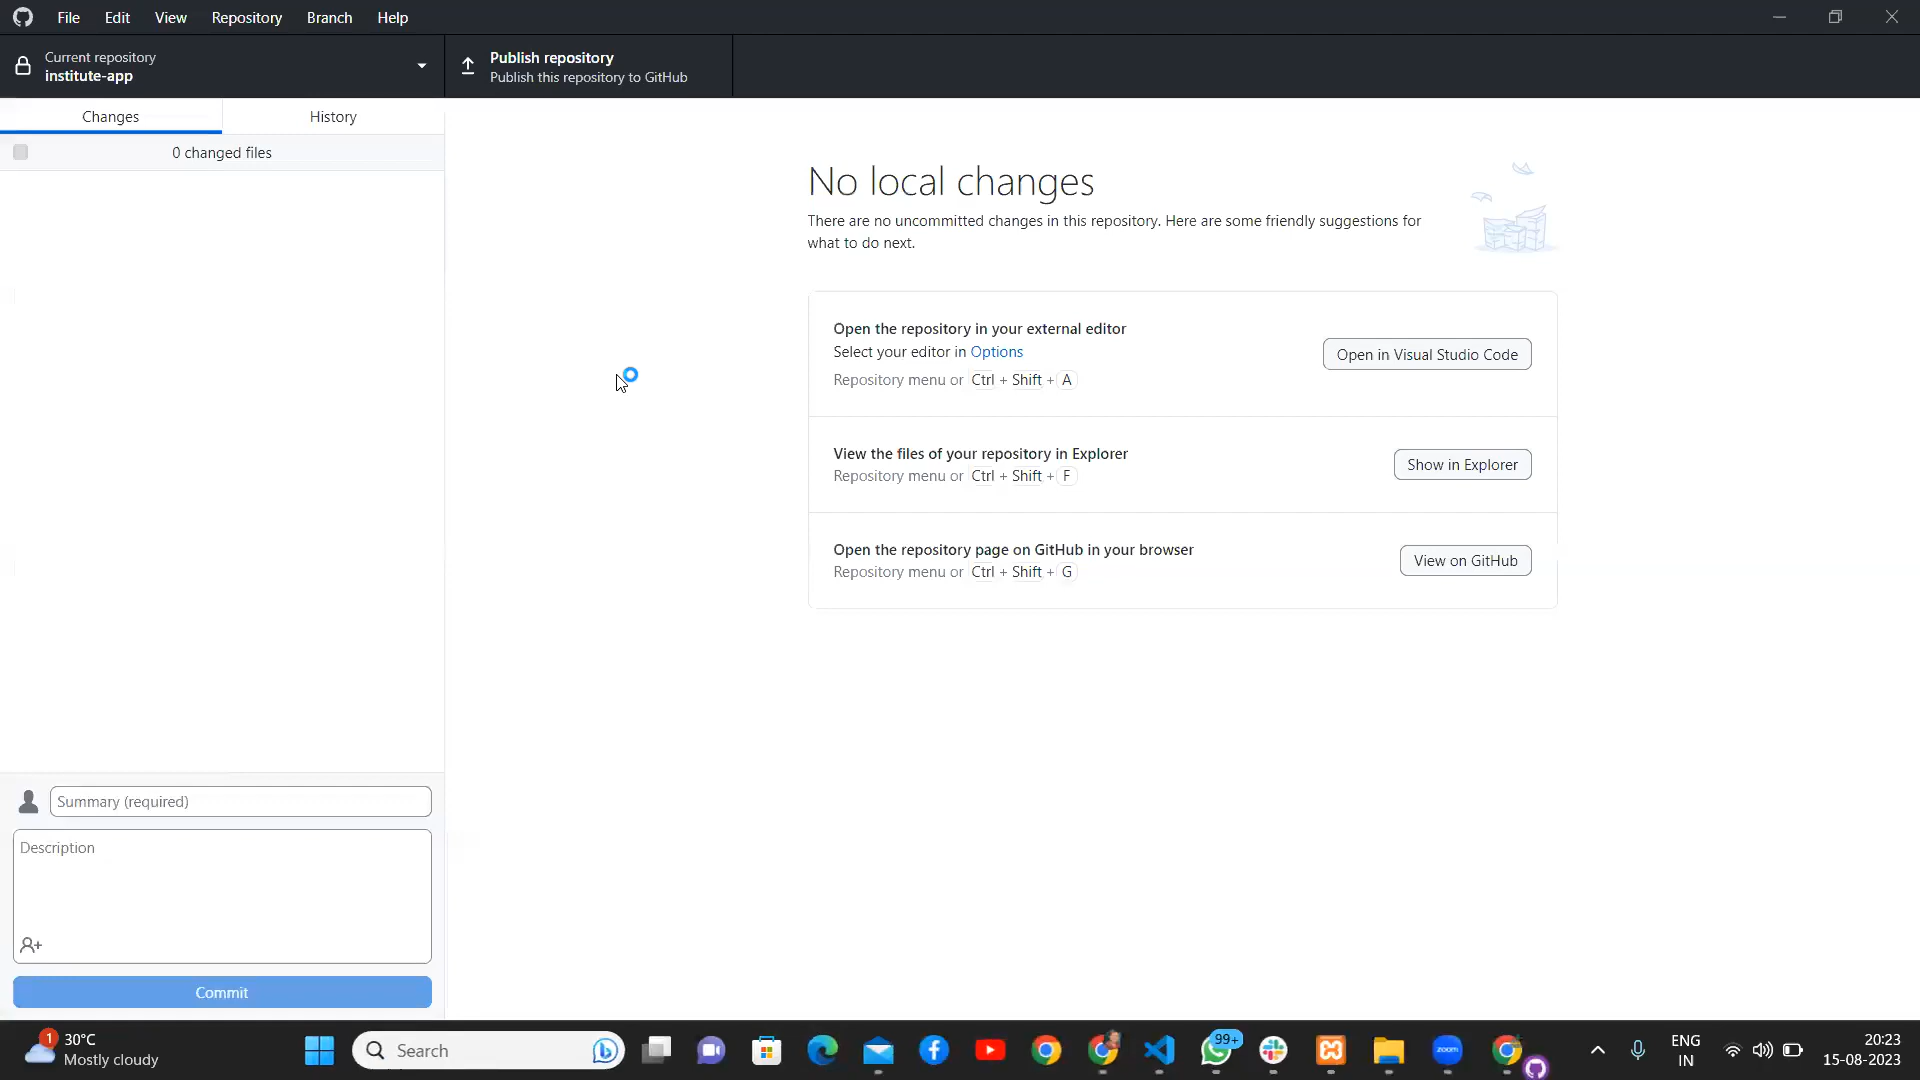 File Edit View Repository Branch Help
Current repository
institute-app
Publish repository
Publish this repository to GitHub
Changes History
0 changed files
No local changes
There are no uncommitted changes in this repository. Here are some friendly suggestions for
what to do next.
Open the repository in your external editor
Select your editor in Options
Repository menu or Ctrl + Shift + A
Open in Visual Studio Code
View the files of your repository in Explorer
Repository menu or Ctrl + Shift + F
Show in Explorer
Open the repository page on GitHub in your browser
Repository menu or Ctrl + Shift + G
View on GitHub
Summary (required)
Description
Commit
1
30°C
Mostly cloudy
Search
99+
zoom
ENG
IN
20:23
15-08-2023